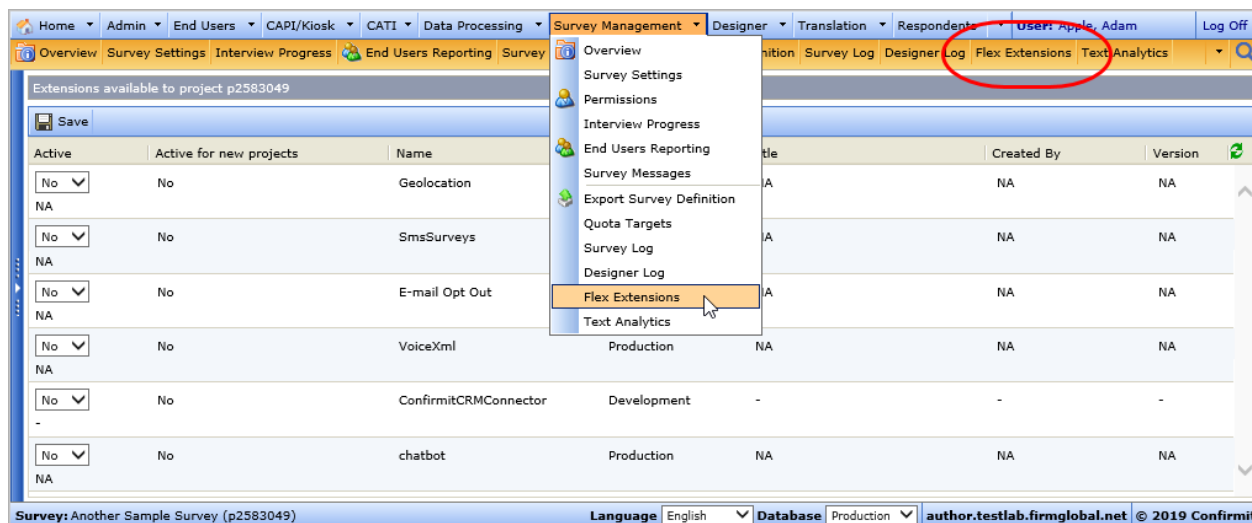 Home Admin End Users CAPI/Kiosk CATI Data Processing Survey Management Designer Translation Respondents User: Apple, Adam Log Off
Overview Survey Settings Interview Progress End Users Reporting Survey nition Survey Log Designer Log Flex Extensions Text Analytics
Overview
Survey Settings
Permissions
Interview Progress
End Users Reporting
Survey Messages
Export Survey Definition
Quota Targets
Survey Log
Designer Log
Flex Extensions
Text Analytics
Extensions available to project p2583049
Save
Active Active for new projects Name tle Created By Version
No No Geolocation NA NA NA
NA
No No SmsSurveys NA NA NA
NA
No No E-mail Opt Out NA NA NA
NA
No No VoiceXml Production NA NA NA
NA
No No ConfirmitCRMConnector Development - - -
-
No No chatbot Production NA NA NA
NA
Survey: Another Sample Survey (p2583049) Language English Database Production author.testlab.firmglobal.net © 2019 Confirmit